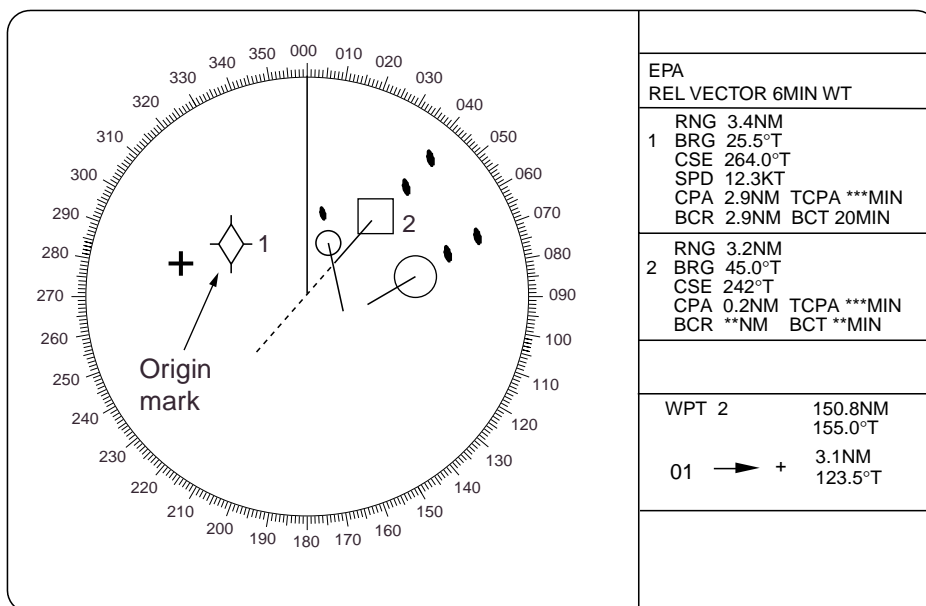 000
010
020
030
040
050
060
070
080
090
100
110
120
130
140
150
160
170
180
190
200
210
220
230
240
250
260
270
280
290
300
310
320
330
340
350
1
2
Origin
mark
EPA
REL VECTOR 6MIN WT
RNG 3.4NM
1 BRG 25.5°T
CSE 264.0°T
SPD 12.3KT
CPA 2.9NM TCPA ***MIN
BCR 2.9NM BCT 20MIN
RNG 3.2NM
2 BRG 45.0°T
CSE 242°T
CPA 0.2NM TCPA ***MIN
BCR **NM BCT **MIN
WPT 2 150.8NM
155.0°T
3.1NM
01 → +
123.5°T